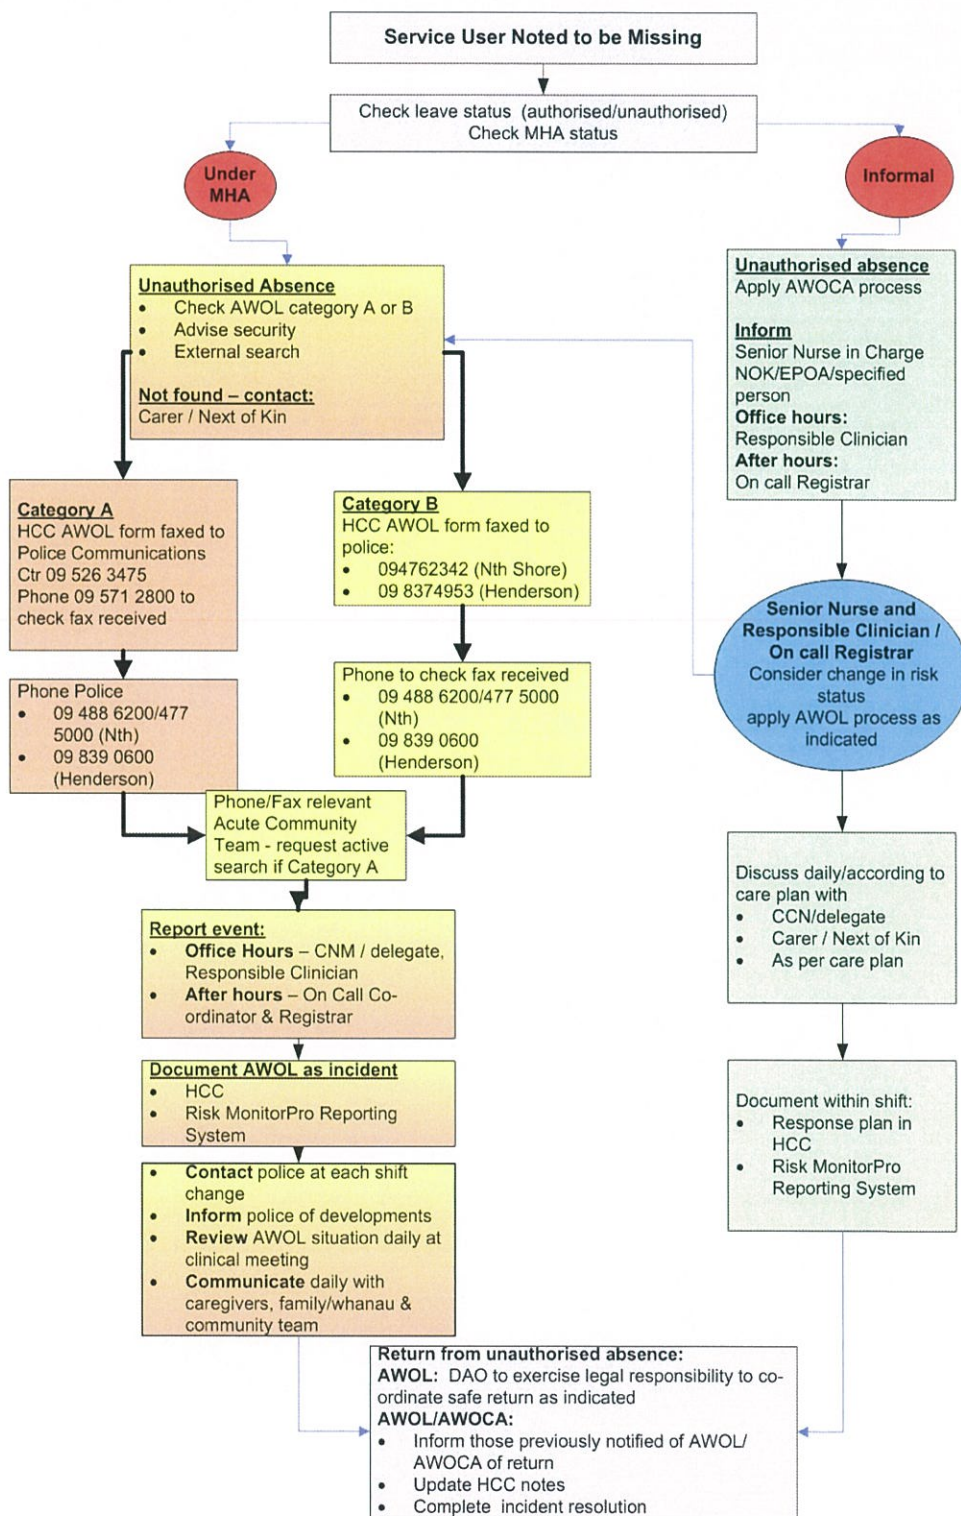 Service User Noted to be Missing
Check leave status (authorised/unauthorised)
Check MHA status
Under
MHA
Informal
Unauthorised Absence
• Check AWOL category A or B
• Advise security
• External search
Not found – contact:
Carer / Next of Kin
Unauthorised absence
Apply AWOCA process
Inform
Senior Nurse in Charge
NOK/EPOA/specified
person
Office hours:
Responsible Clinician
After hours:
On call Registrar
Category A
HCC AWOL form faxed to
Police Communications
Ctr 09 526 3475
Phone 09 571 2800 to
check fax received
Category B
HCC AWOL form faxed to
police:
• 094762342 (Nth Shore)
• 09 8374953 (Henderson)
Senior Nurse and
Responsible Clinician /
On call Registrar
Consider change in risk
status
apply AWOL process as
indicated
Phone Police
• 09 488 6200/477
5000 (Nth)
• 09 839 0600
(Henderson)
Phone to check fax received
• 09 488 6200/477 5000
(Nth)
• 09 839 0600
(Henderson)
Phone/Fax relevant
Acute Community
Team - request active
search if Category A
Discuss daily/according to
care plan with
• CCN/delegate
• Carer / Next of Kin
• As per care plan
Report event:
• Office Hours – CNM / delegate,
Responsible Clinician
• After hours – On Call Co-
ordinator & Registrar
Document AWOL as incident
• HCC
• Risk MonitorPro Reporting
System
Document within shift:
• Response plan in
HCC
• Risk MonitorPro
Reporting System
• Contact police at each shift
change
• Inform police of developments
• Review AWOL situation daily at
clinical meeting
• Communicate daily with
caregivers, family/whanau &
community team
Return from unauthorised absence:
AWOL: DAO to exercise legal responsibility to co-
ordinate safe return as indicated
AWOL/AWOCA:
• Inform those previously notified of AWOL/
AWOCA of return
• Update HCC notes
• Complete incident resolution